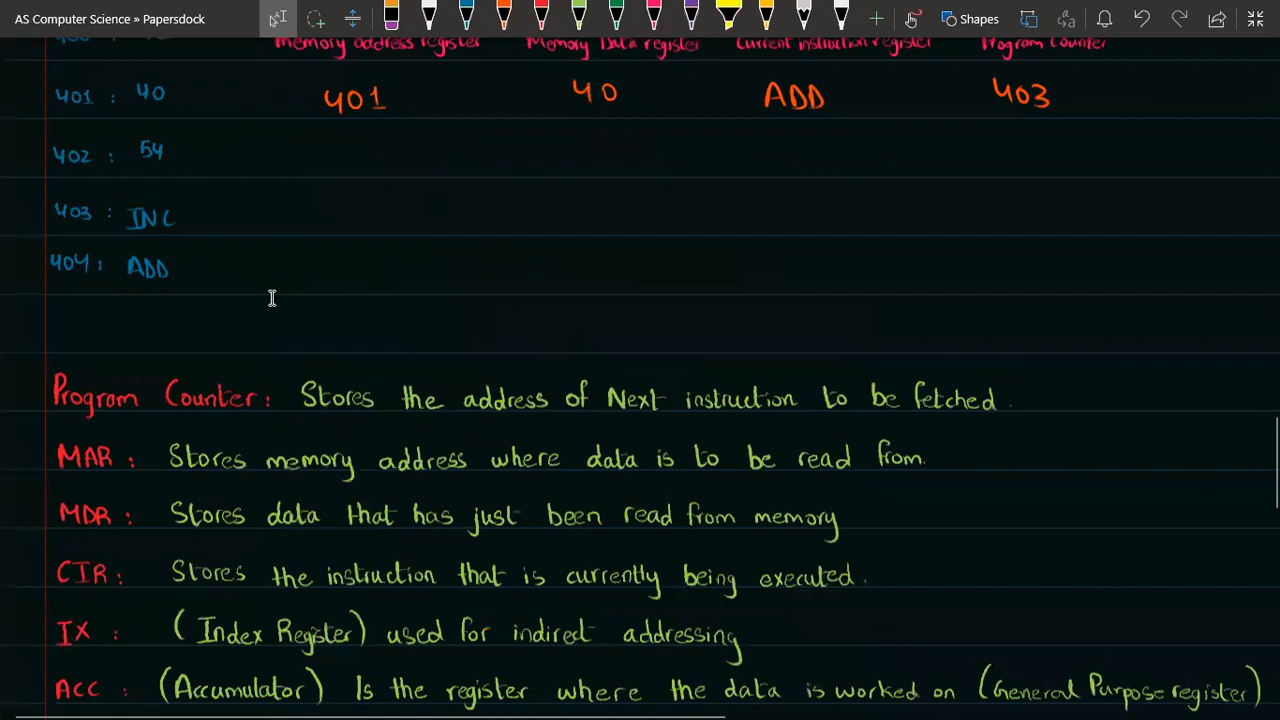 AS Computer Science » Papersdock
Shapes
Memory address register Memory Data register Current instruction register Program Counter
401 : 40 401 40 ADD 403
402 : 54
403 : INC
404 : ADD
Program Counter: Stores the address of Next instruction to be fetched.
MAR : Stores memory address where data is to be read from.
MDR : Stores data that has just been read from memory
CIR : Stores the instruction that is currently being executed.
IX : (Index Register) used for indirect addressing
ACC : (Accumulator) Is the register where the data is worked on (General Purpose register)